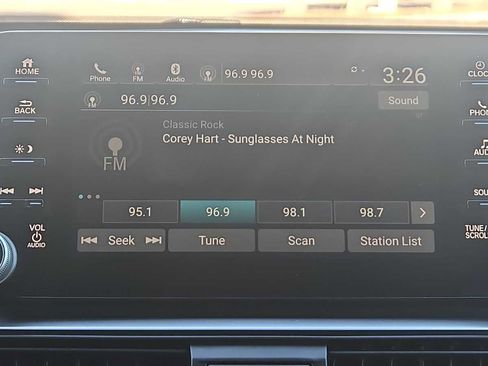 HOME
Phone FM Audio 96.9 96.9 3:26
CLOCK
BACK
96.9|96.9 Sound
PHONE
Classic Rock
Corey Hart - Sunglasses At Night
FM
AUDIO
SOUND
95.1 96.9 98.1 98.7
VOL
AUDIO
Seek Tune Scan Station List
TUNE/
SCROLL